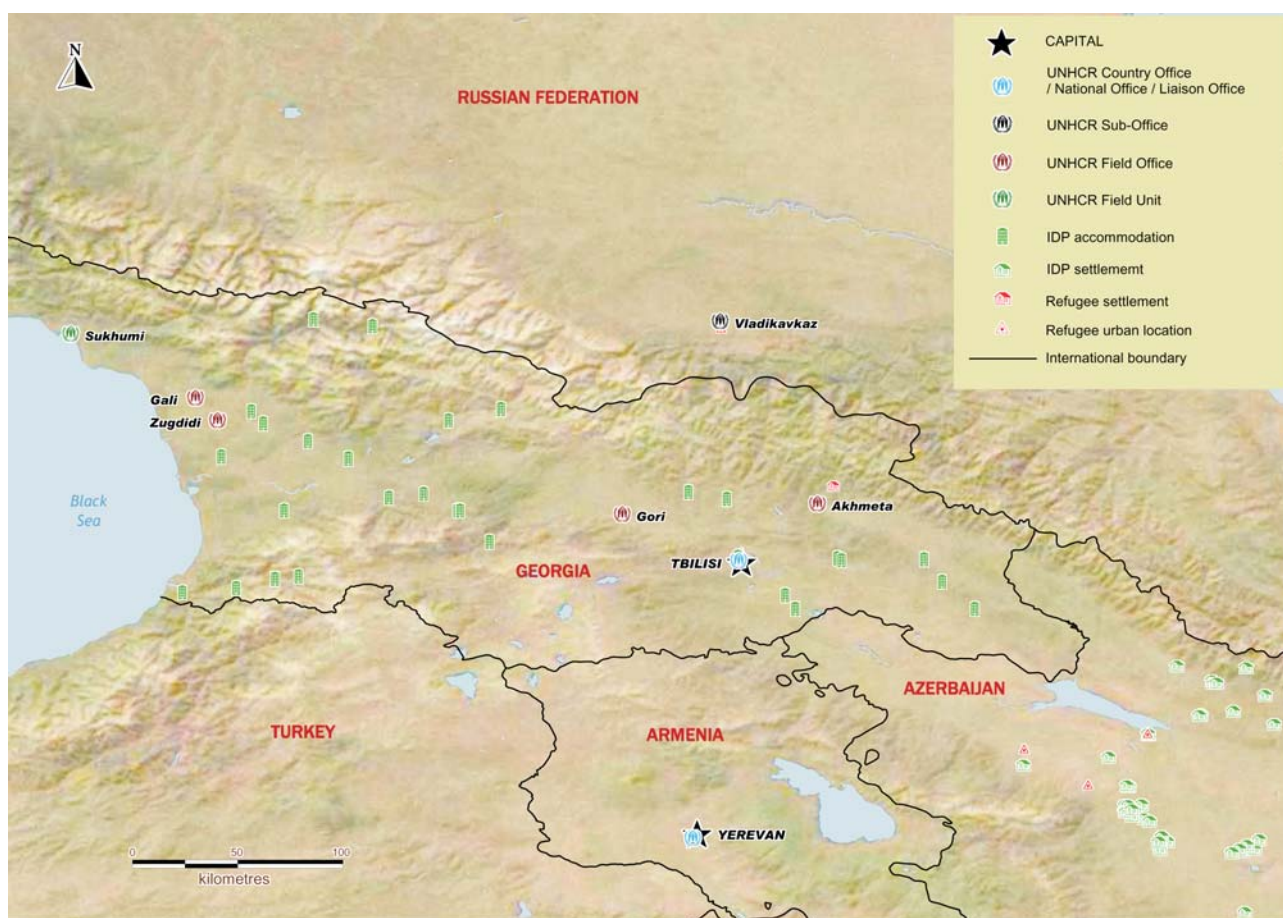 N
RUSSIAN FEDERATION
CAPITAL
UNHCR Country Office
/ National Office / Liaison Office
UNHCR Sub-Office
UNHCR Field Office
UNHCR Field Unit
IDP accommodation
IDP settlememt
Refugee settlement
Refugee urban location
International boundary
Sukhumi
Vladikavkaz
Gali
Zugdidi
Black
Sea
Gori
Akhmeta
TBILISI
GEORGIA
AZERBAIJAN
TURKEY
ARMENIA
YEREVAN
0 50 100
kilometres